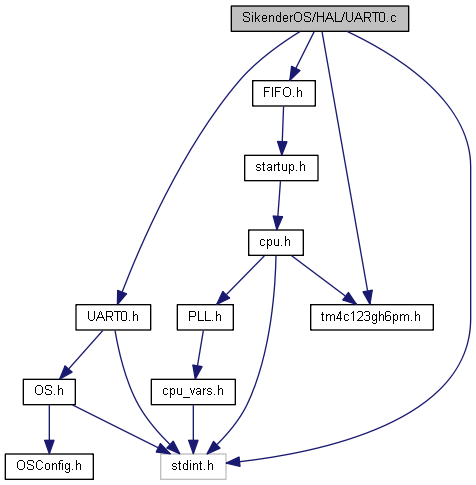 SikenderOS/HAL/UART0.c
FIFO.h
startup.h
cpu.h
UART0.h
PLL.h
tm4c123gh6pm.h
OS.h
cpu_vars.h
OSConfig.h
stdint.h